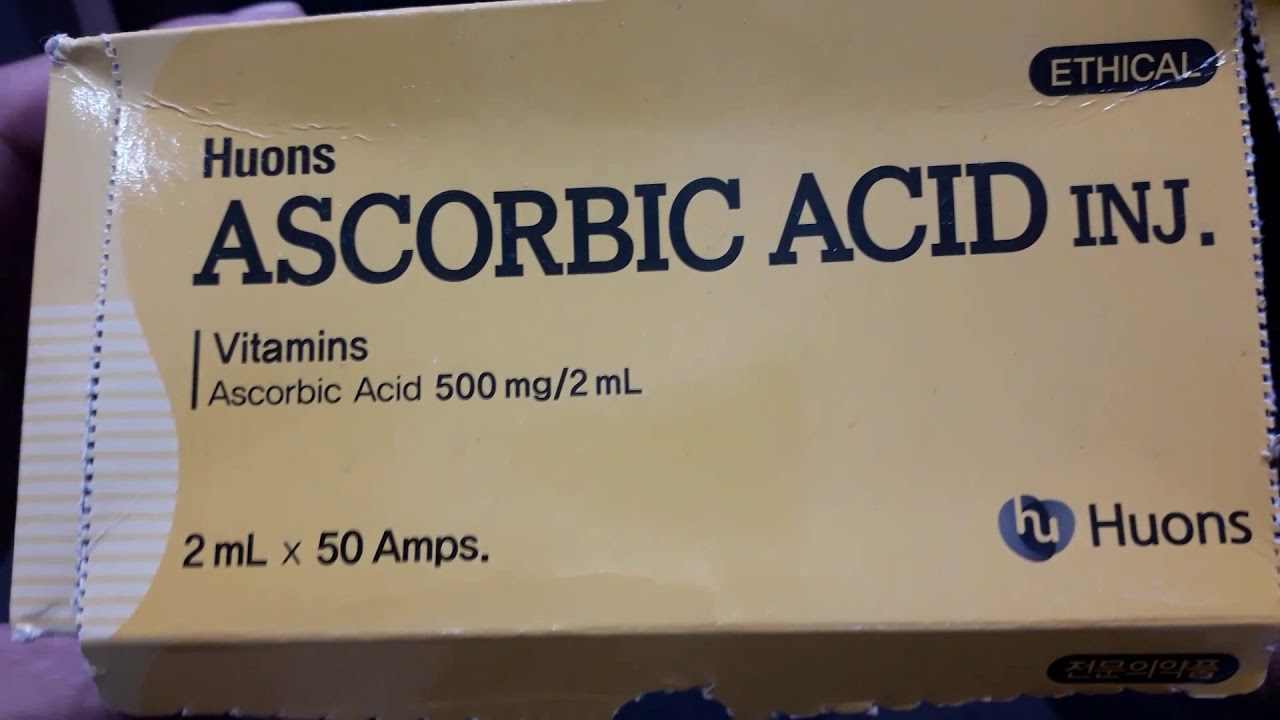 ETHICAL
Huons
ASCORBIC ACID INJ.
Vitamins
Ascorbic Acid 500 mg/2 mL
2 mL x 50 Amps.
hu Huons
전문의약품